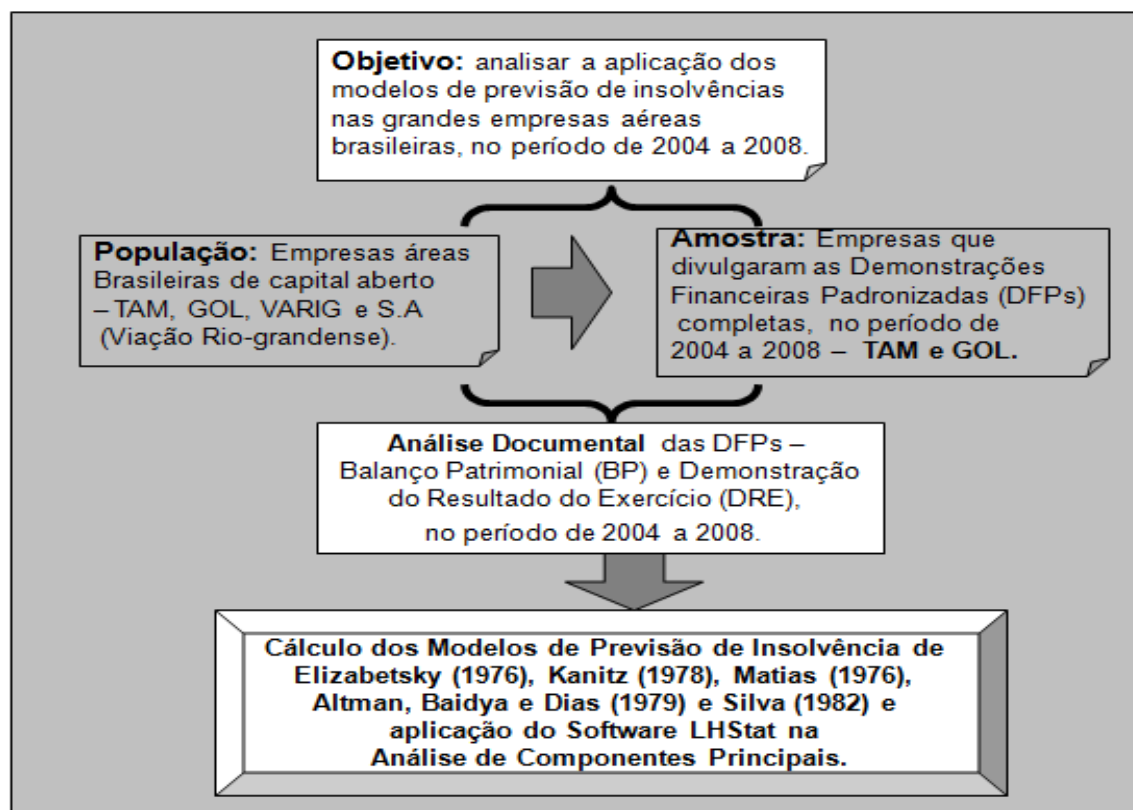 Objetivo: analisar a aplicação dos
modelos de previsão de insolvências
nas grandes empresas aéreas
brasileiras, no período de 2004 a 2008.
População: Empresas áreas
Brasileiras de capital aberto
– TAM, GOL, VARIG e S.A
(Viação Rio-grandense).
Amostra: Empresas que
divulgaram as Demonstrações
Financeiras Padronizadas (DFPs)
completas, no período de
2004 a 2008 – TAM e GOL.
Análise Documental das DFPs –
Balanço Patrimonial (BP) e Demonstração
do Resultado do Exercício (DRE),
no período de 2004 a 2008.
Cálculo dos Modelos de Previsão de Insolvência de
Elizabetsky (1976), Kanitz (1978), Matias (1976),
Altman, Baidya e Dias (1979) e Silva (1982) e
aplicação do Software LHStat na
Análise de Componentes Principais.